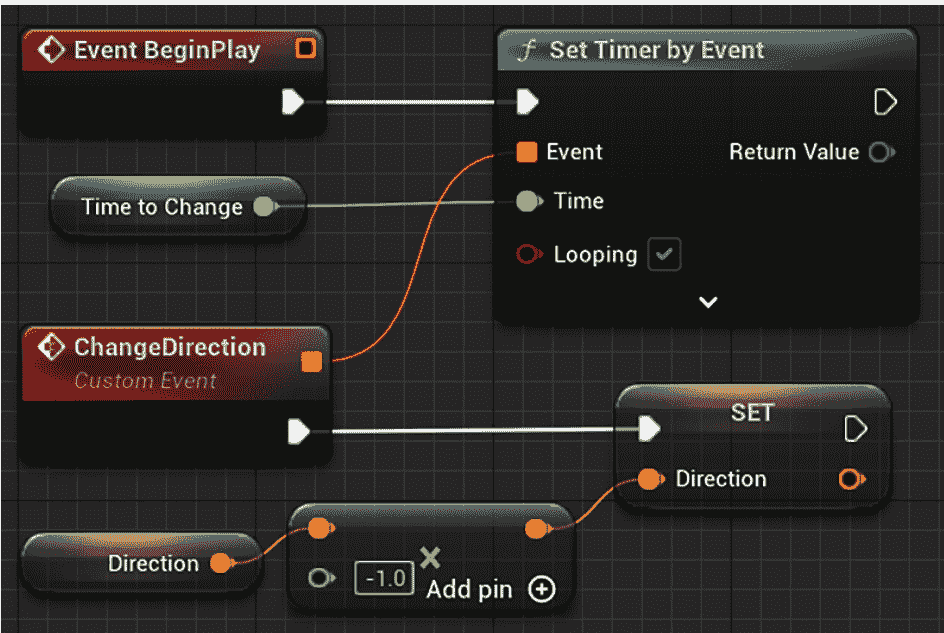 Event BeginPlay
f Set Timer by Event
Event
Return Value
Time to Change
Time
Looping
ChangeDirection
Custom Event
SET
Direction
Direction
-1.0
Add pin